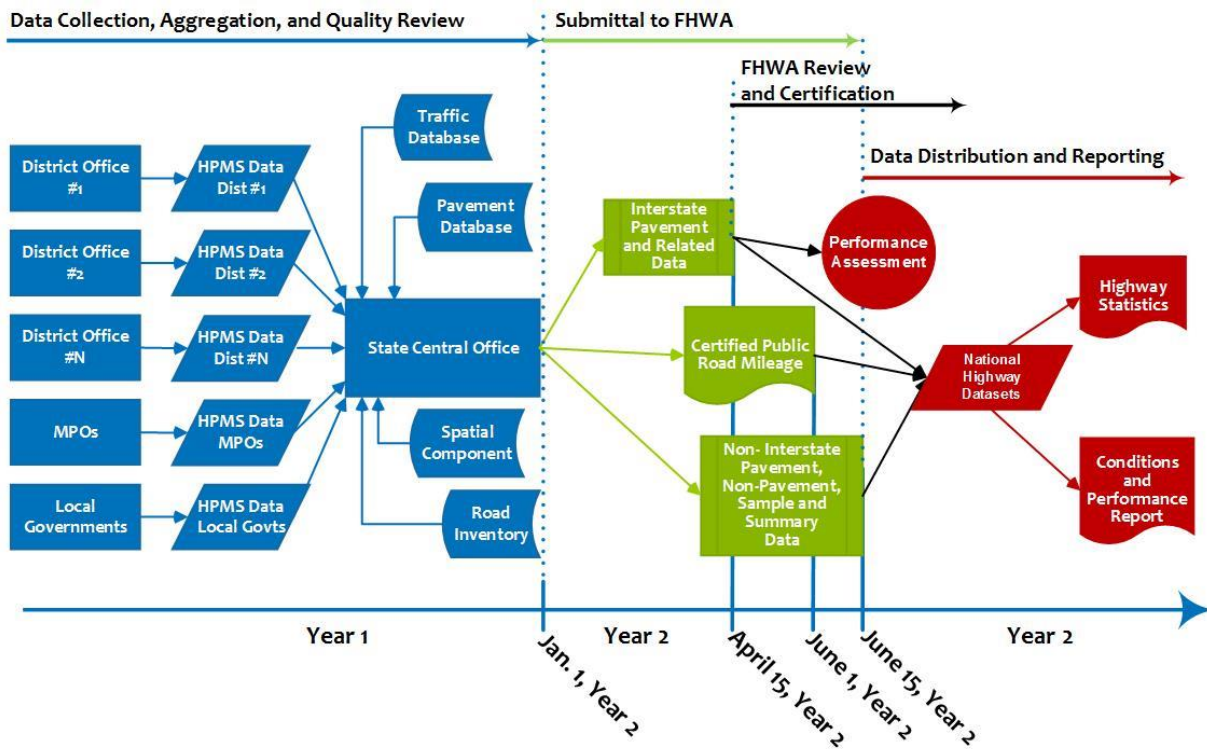 Data Collection, Aggregation, and Quality Review
Submittal to FHWA
FHWA Review
and Certification
Data Distribution and Reporting
Traffic
Database
Pavement
Database
District Office
#1
HPMS Data
Dist #1
District Office
#2
HPMS Data
Dist #2
District Office
#N
HPMS Data
Dist #N
MPOs
HPMS Data
MPOs
Local
Governments
HPMS Data
Local Govts
State Central Office
Spatial
Component
Road
Inventory
Interstate
Pavement
and Related
Data
Certified Public
Road Mileage
Non- Interstate
Pavement,
Non-Pavement,
Sample and
Summary
Data
Performance
Assessment
National
Highway
Datasets
Highway
Statistics
Conditions
and
Performance
Report
Year 1
Jan. 1, Year 2
Year 2
April 15, Year 2
June 1, Year 2
June 15, Year 2
Year 2